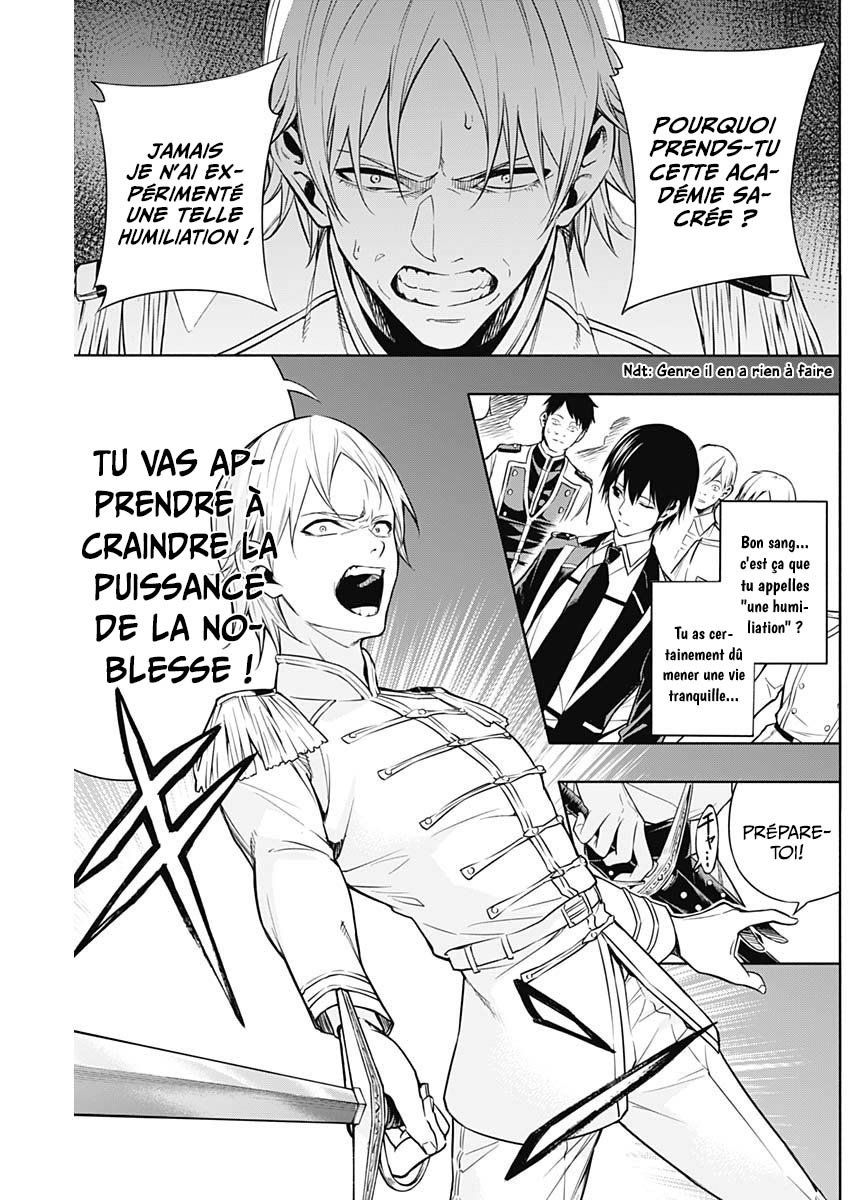 POURQUOI
PRENDS-TU
CETTE ACA-
DÉMIE SA-
CRÉE ?
JAMAIS
JE N'AI EX-
PÉRIMENTÉ
UNE TELLE
HUMILIATION !
Ndt: Genre il en a rien à faire
Bon sang...
c'est ça que
tu appelles
"une humi-
liation" ?
Tu as cer-
tainement dû
mener une vie
tranquille...
PRÉPARE-
TOI!
チャ…
TU VAS AP-
PRENDRE À
CRAINDRE LA
PUISSANCE
DE LA NO-
BLESSE !